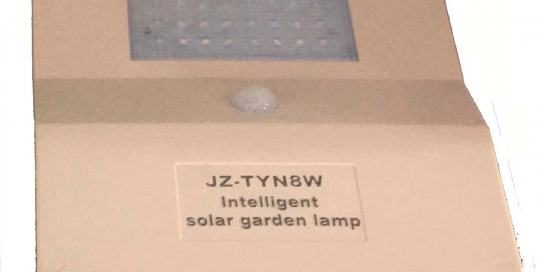 JZ-TYN8W
Intelligent
solar garden lamp